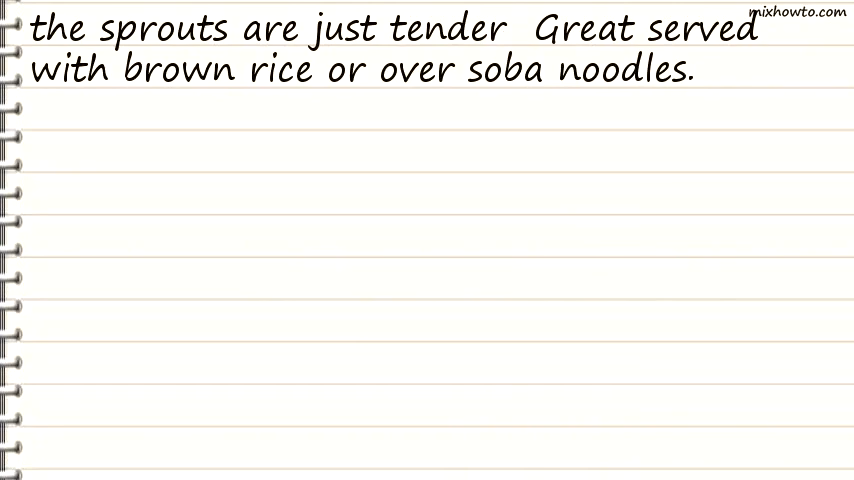 mixhowto.com
the sprouts are just tender  Great served
with brown rice or over soba noodles.